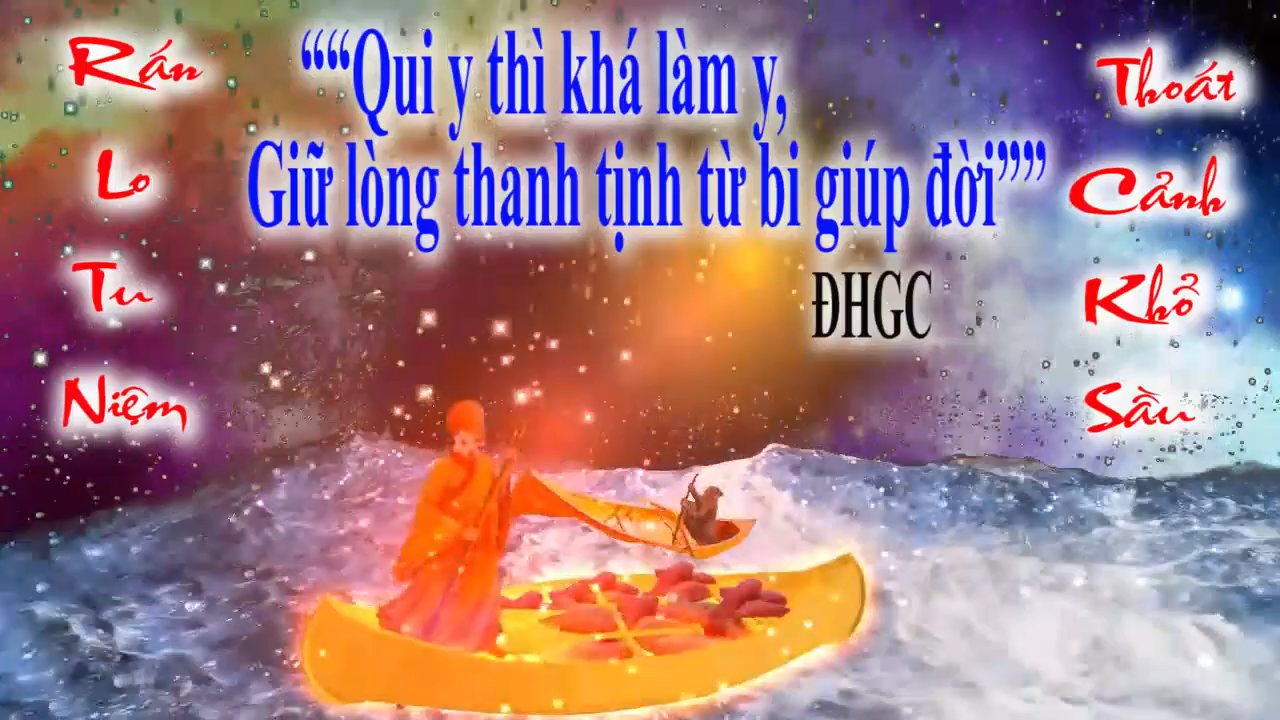 Rán
Lo
Tu
Niệm
““Qui y thì khá làm y,
Giữ lòng thanh tịnh từ bi giúp đời””
ĐHGC
Thoát
Cảnh
Khổ
Sầu